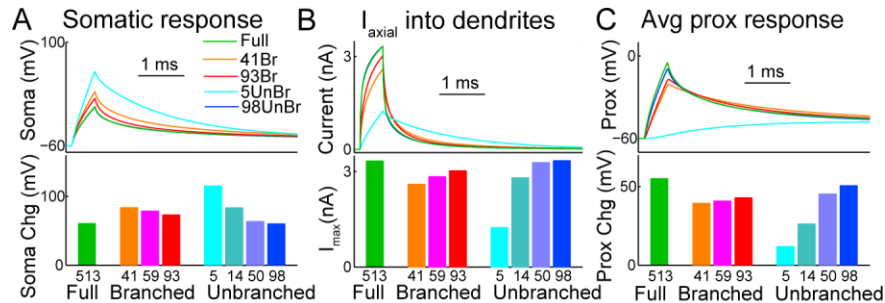 A Somatic response
Soma (mV)
100
−60
1 ms
Full
41Br
93Br
5UnBr
98UnBr
Soma Chg (mV)
100
0
513 41 59 93 5 14 50 98
Full Branched Unbranched
B I axial into dendrites
Current (nA)
3
0
1 ms
Imax(nA)
3
0
513 41 59 93 5 14 50 98
Full Branched Unbranched
C Avg prox response
Prox (mV)
0
−60
1 ms
Prox Chg (mV)
50
0
513 41 59 93 5 14 50 98
Full Branched Unbranched